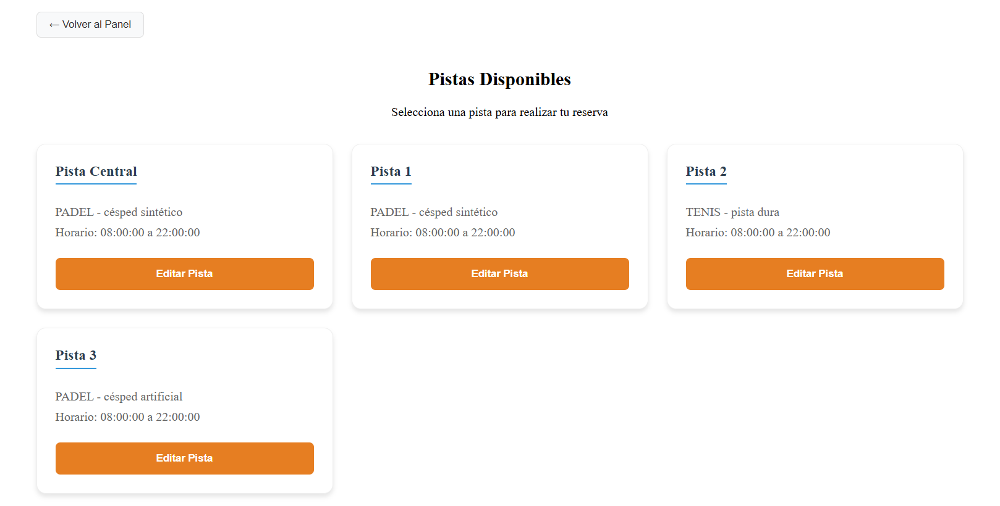 ← Volver al Panel
Pistas Disponibles
Selecciona una pista para realizar tu reserva
Pista Central
PADEL - césped sintético
Horario: 08:00:00 a 22:00:00
Editar Pista
Pista 1
PADEL - césped sintético
Horario: 08:00:00 a 22:00:00
Editar Pista
Pista 2
TENIS - pista dura
Horario: 08:00:00 a 22:00:00
Editar Pista
Pista 3
PADEL - césped artificial
Horario: 08:00:00 a 22:00:00
Editar Pista